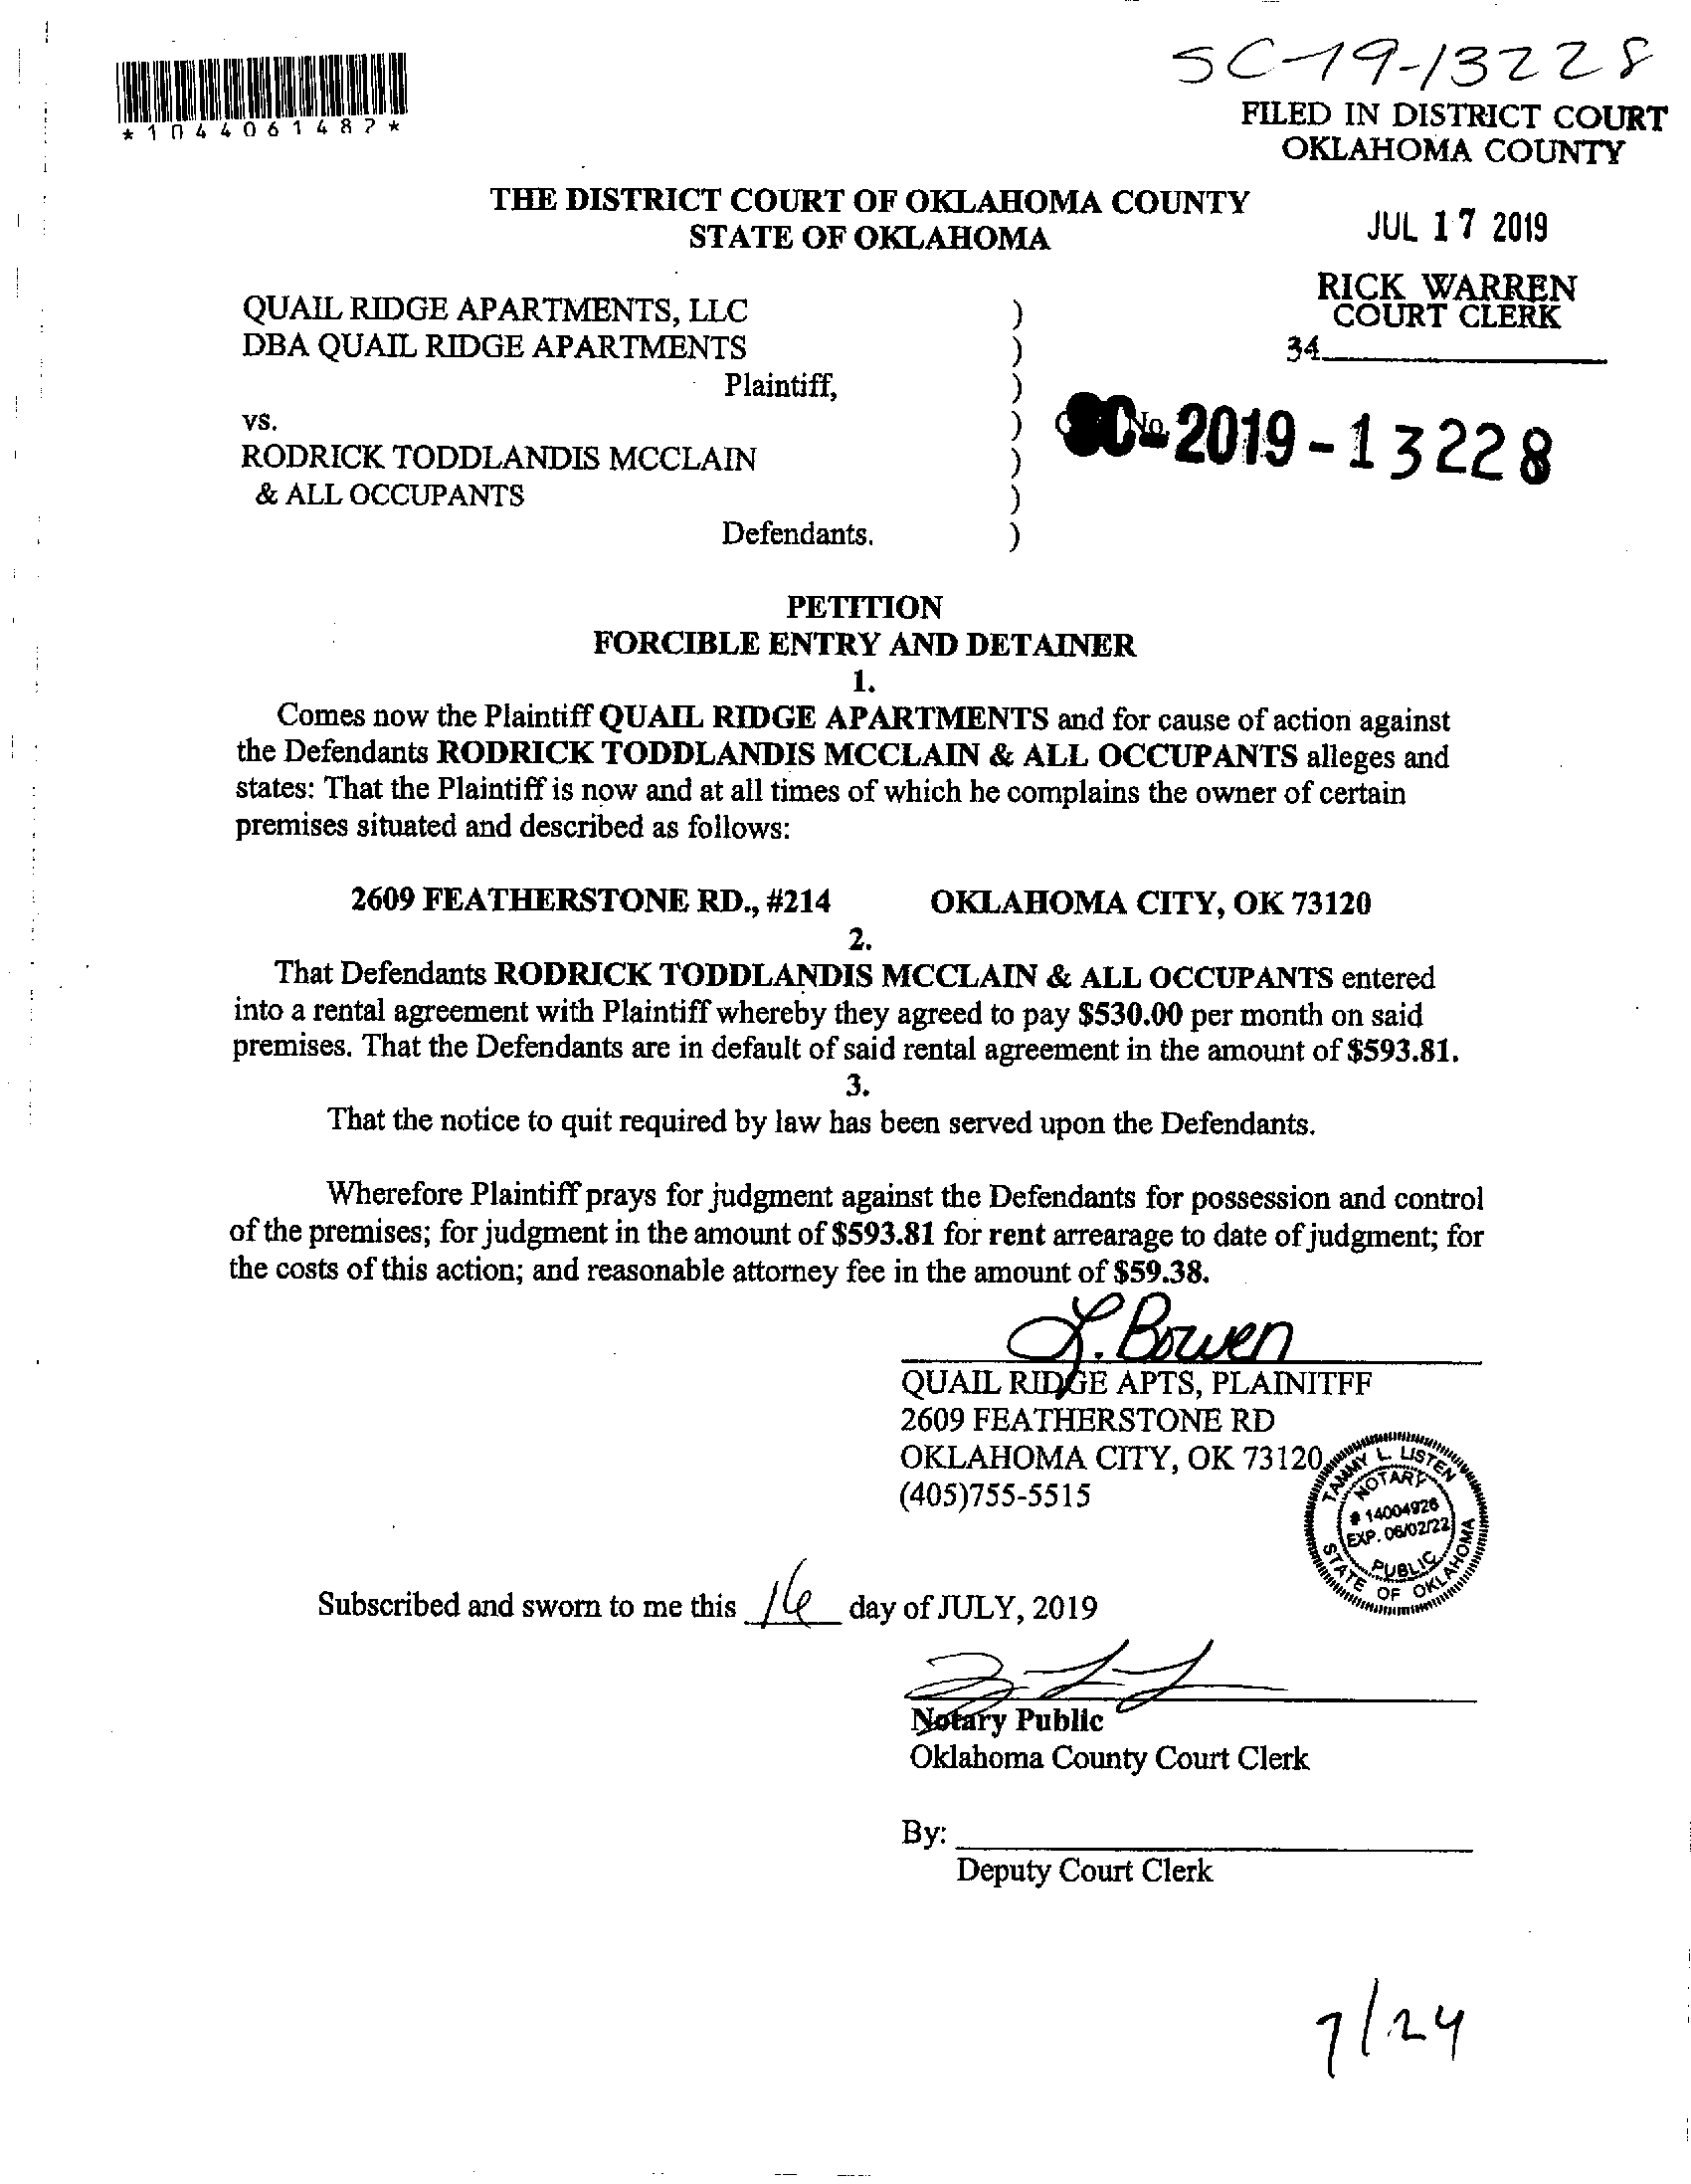 SC-19-13228
*1044061487*
FILED IN DISTRICT COURT
OKLAHOMA COUNTY
THE DISTRICT COURT OF OKLAHOMA COUNTY
STATE OF OKLAHOMA
JUL 17 2019
RICK WARREN
COURT CLERK
34
QUAIL RIDGE APARTMENTS, LLC )
DBA QUAIL RIDGE APARTMENTS )
Plaintiff, )
vs. )
SC-2019-13228
RODRICK TODDLANDIS MCCLAIN )
& ALL OCCUPANTS )
Defendants. )
PETITION
FORCIBLE ENTRY AND DETAINER
1.
Comes now the Plaintiff QUAIL RIDGE APARTMENTS and for cause of action against
the Defendants RODRICK TODDLANDIS MCCLAIN & ALL OCCUPANTS alleges and
states: That the Plaintiff is now and at all times of which he complains the owner of certain
premises situated and described as follows:
2609 FEATHERSTONE RD., #214 OKLAHOMA CITY, OK 73120
2.
That Defendants RODRICK TODDLANDIS MCCLAIN & ALL OCCUPANTS entered
into a rental agreement with Plaintiff whereby they agreed to pay $530.00 per month on said
premises. That the Defendants are in default of said rental agreement in the amount of $593.81.
3.
That the notice to quit required by law has been served upon the Defendants.
Wherefore Plaintiff prays for judgment against the Defendants for possession and control
of the premises; for judgment in the amount of $593.81 for rent arrearage to date of judgment; for
the costs of this action; and reasonable attorney fee in the amount of $59.38.
L. Bowen
QUAIL RIDGE APTS, PLAINITFF
2609 FEATHERSTONE RD
OKLAHOMA CITY, OK 73120
(405)755-5515
TAMMY L. LISTEN
NOTARY
# 14004926
EXP. 06/02/22
PUBLIC
STATE OF OKLAHOMA
Subscribed and sworn to me this 16 day of JULY, 2019
Notary Public
Oklahoma County Court Clerk
By:
Deputy Court Clerk
7/24